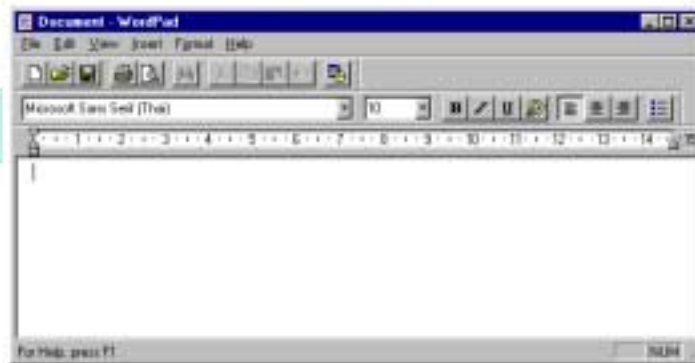 Document - WordPad
File Edit View Insert Format Help
Microsoft Sans Serif (Thai) 10 B / U
1 2 3 4 5 6 7 8 9 10 11 12 13 14 15
For Help, press F1 NUM